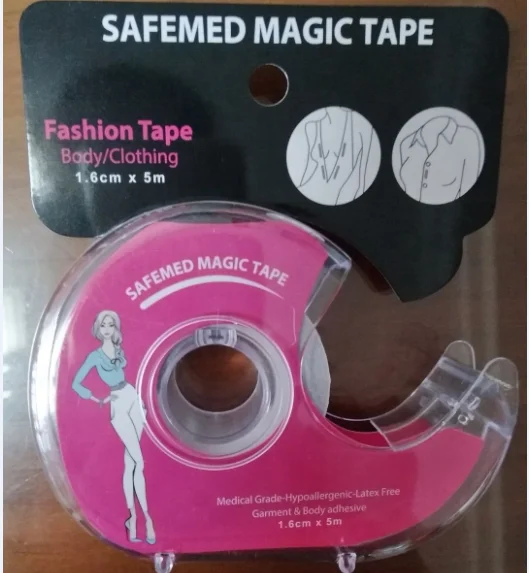 SAFEMED MAGIC TAPE
Fashion Tape
Body/Clothing
1.6cm x 5m
SAFEMED MAGIC TAPE
Medical Grade-Hypoallergenic-Latex Free
Garment & Body adhesive
1.6cm x 5m